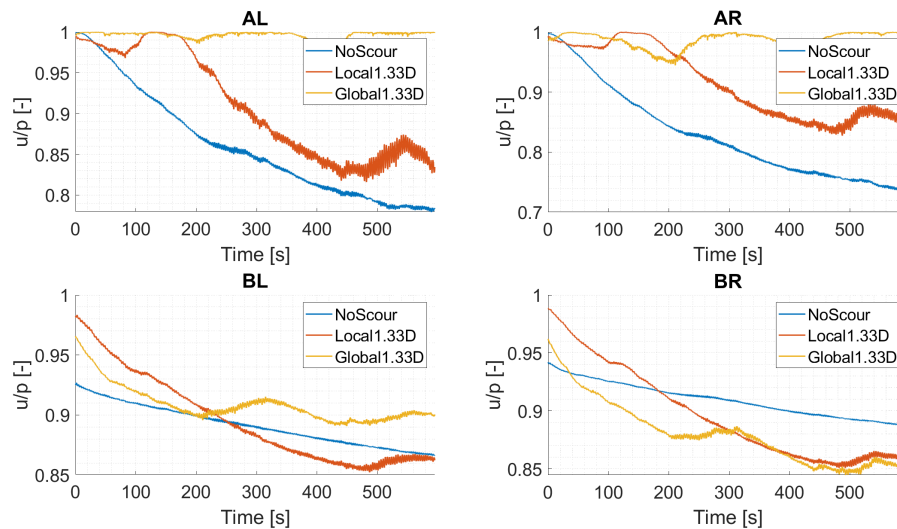 AL
1
0.95
0.9
0.85
0.8
u/p [-]
0 100 200 300 400 500
Time [s]
NoScour
Local1.33D
Global1.33D
AR
1
0.9
0.8
0.7
u/p [-]
0 100 200 300 400 500
Time [s]
NoScour
Local1.33D
Global1.33D
BL
1
0.95
0.9
0.85
u/p [-]
0 100 200 300 400 500
Time [s]
NoScour
Local1.33D
Global1.33D
BR
1
0.95
0.9
0.85
u/p [-]
0 100 200 300 400 500
Time [s]
NoScour
Local1.33D
Global1.33D